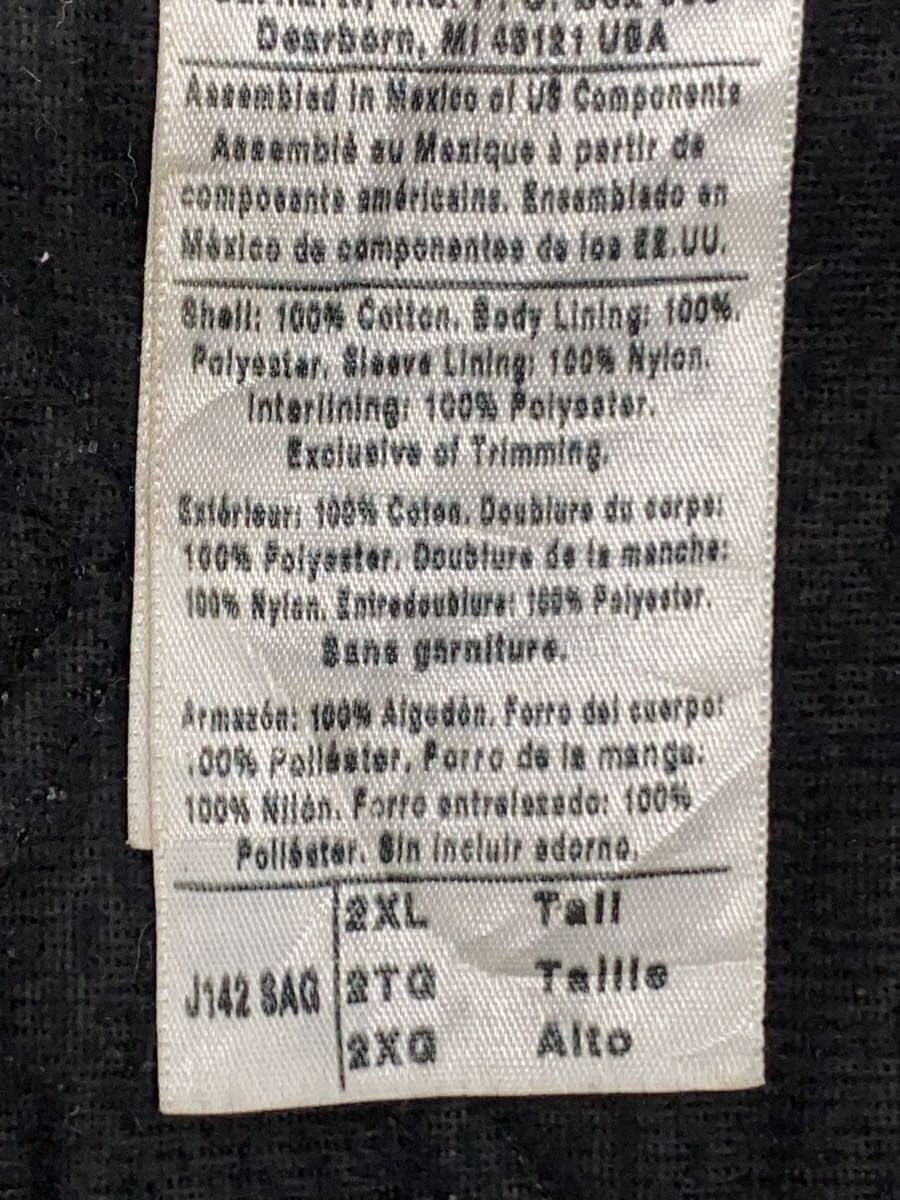 Dearborn, MI 48121 USA
Assembled in Mexico of US Components
Assemblé au Mexique à partir de
composants américains. Ensamblado en
México de componentes de los EE.UU.
Shell: 100% Cotton. Body Lining: 100%
Polyester. Sleeve Lining: 100% Nylon.
Interlining: 100% Polyester.
Exclusive of Trimming.
Extérieur: 100% Coton. Doublure du corps:
100% Polyester. Doublure de la manche:
100% Nylon. Entredoublure: 100% Polyester.
Sans garniture.
Armazón: 100% Algodón. Forro del cuerpo:
100% Poliéster. Forro de la manga:
100% Nilón. Forro entrelazado: 100%
Poliéster. Sin incluir adorno.
2XL Tall
J142 SAG 2TG Taille
2XG Alto